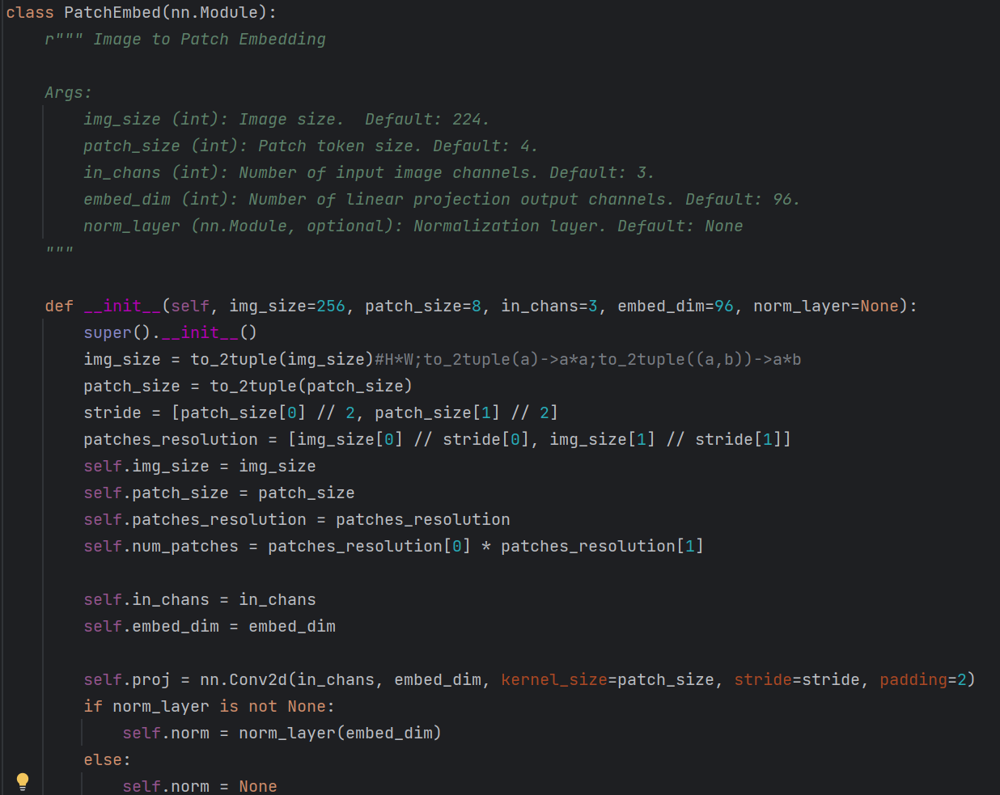 class PatchEmbed(nn.Module):
    r""" Image to Patch Embedding

    Args:
        img_size (int): Image size.  Default: 224.
        patch_size (int): Patch token size. Default: 4.
        in_chans (int): Number of input image channels. Default: 3.
        embed_dim (int): Number of linear projection output channels. Default: 96.
        norm_layer (nn.Module, optional): Normalization layer. Default: None
    """

    def __init__(self, img_size=256, patch_size=8, in_chans=3, embed_dim=96, norm_layer=None):
        super().__init__()
        img_size = to_2tuple(img_size)#H*W;to_2tuple(a)->a*a;to_2tuple((a,b))->a*b
        patch_size = to_2tuple(patch_size)
        stride = [patch_size[0] // 2, patch_size[1] // 2]
        patches_resolution = [img_size[0] // stride[0], img_size[1] // stride[1]]
        self.img_size = img_size
        self.patch_size = patch_size
        self.patches_resolution = patches_resolution
        self.num_patches = patches_resolution[0] * patches_resolution[1]

        self.in_chans = in_chans
        self.embed_dim = embed_dim

        self.proj = nn.Conv2d(in_chans, embed_dim, kernel_size=patch_size, stride=stride, padding=2)
        if norm_layer is not None:
            self.norm = norm_layer(embed_dim)
        else:
            self.norm = None